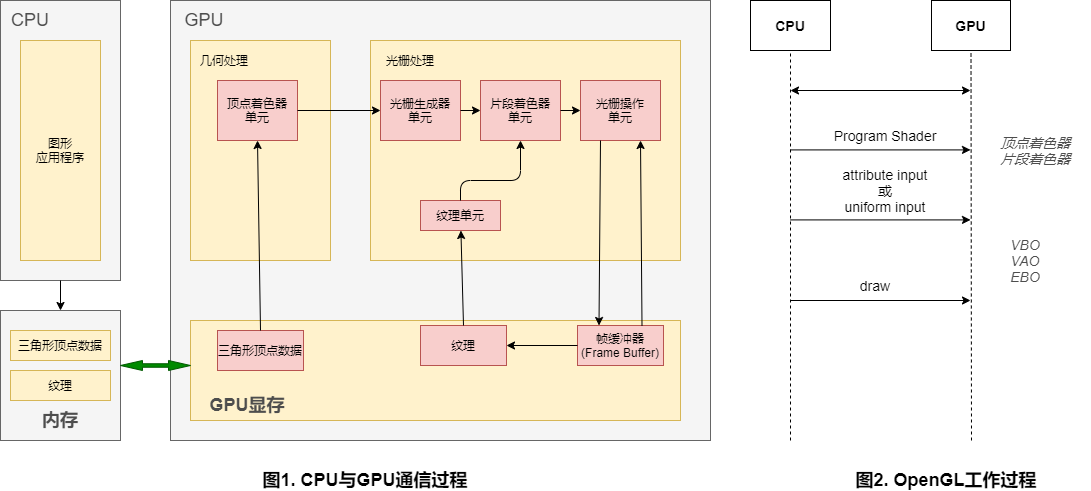 CPU
图形
应用程序
三角形顶点数据
纹理
内存
GPU
几何处理
顶点着色器
单元
光栅处理
光栅生成器
单元
片段着色器
单元
光栅操作
单元
纹理单元
三角形顶点数据
纹理
帧缓冲器
(Frame Buffer)
GPU显存
图1. CPU与GPU通信过程
CPU
GPU
Program Shader
顶点着色器
片段着色器
attribute input
或
uniform input
VBO
VAO
EBO
draw
图2. OpenGL工作过程